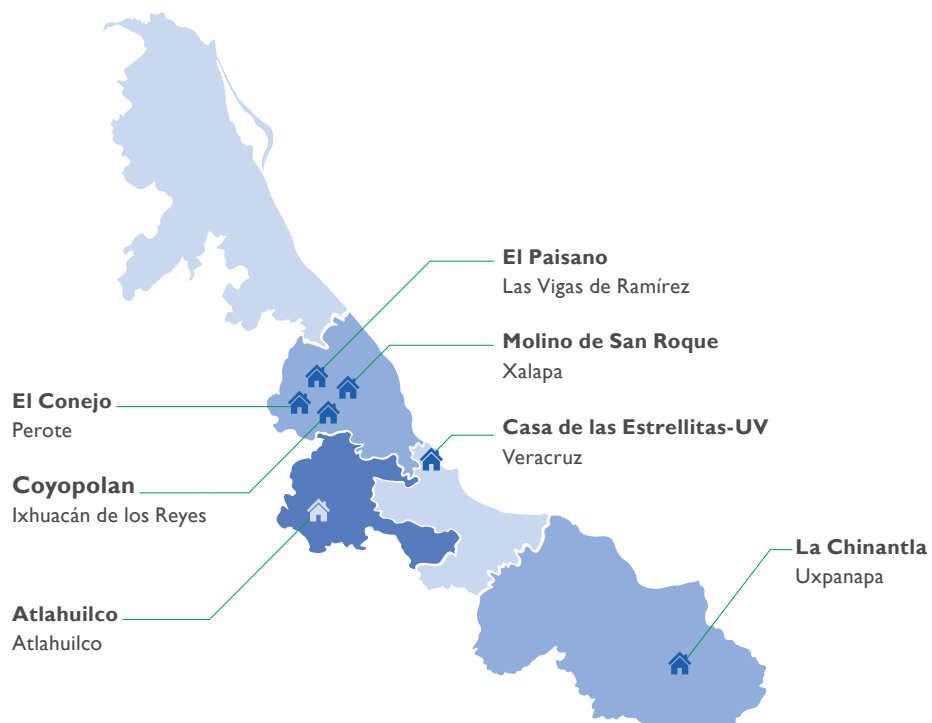 El Paisano
Las Vigas de Ramírez
Molino de San Roque
Xalapa
El Conejo
Perote
Casa de las Estrellitas-UV
Veracruz
Coyopolan
Ixhuacán de los Reyes
La Chinantla
Uxpanapa
Atlahuilco
Atlahuilco